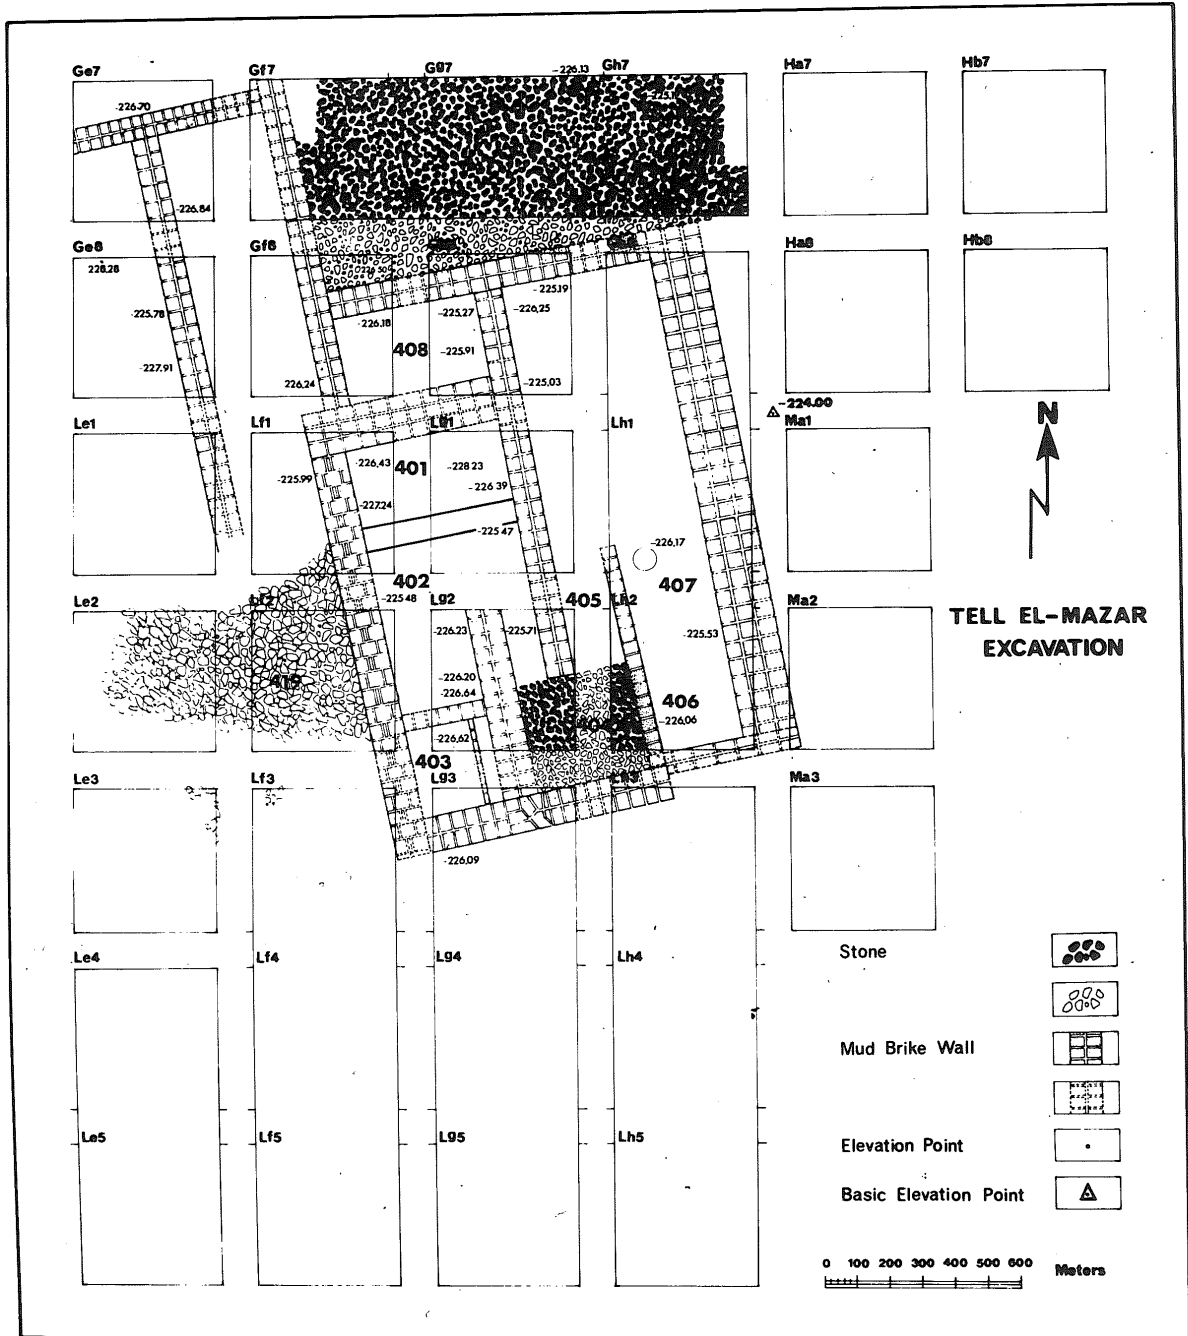 Ge7 Gf7 Gg7 -226.13 Gh7 Ha7 Hb7
-226.70
-226.84
Ge8 Gf8 Ha8 Hb8
228.28
-225.19
-225.78 -226.18 -225.27 -226,25
408 -225.91
-227.91
226,24 -225,03
-224.00
Le1 Lf1 Lg1 Lh1 Ma1
-225.99 -226,43 401 -228 23
-226 39
-227.24
-225 47
-226,17
402 407
-225 48
Le2 Lg2 405 Lh2 Ma2
-226.23 -225.71 -225.53
N
TELL EL-MAZAR
EXCAVATION
419 -226.20
-226.64
406
-226.06
-226,62
403
Le3 Lf3 Lg3 Lh3 Ma3
-226.09
Le4 Lf4 Lg4 Lh4
Stone
Mud Brike Wall
Le5 Lf5 Lg5 Lh5
Elevation Point
Basic Elevation Point
0 100 200 300 400 500 600 Meters